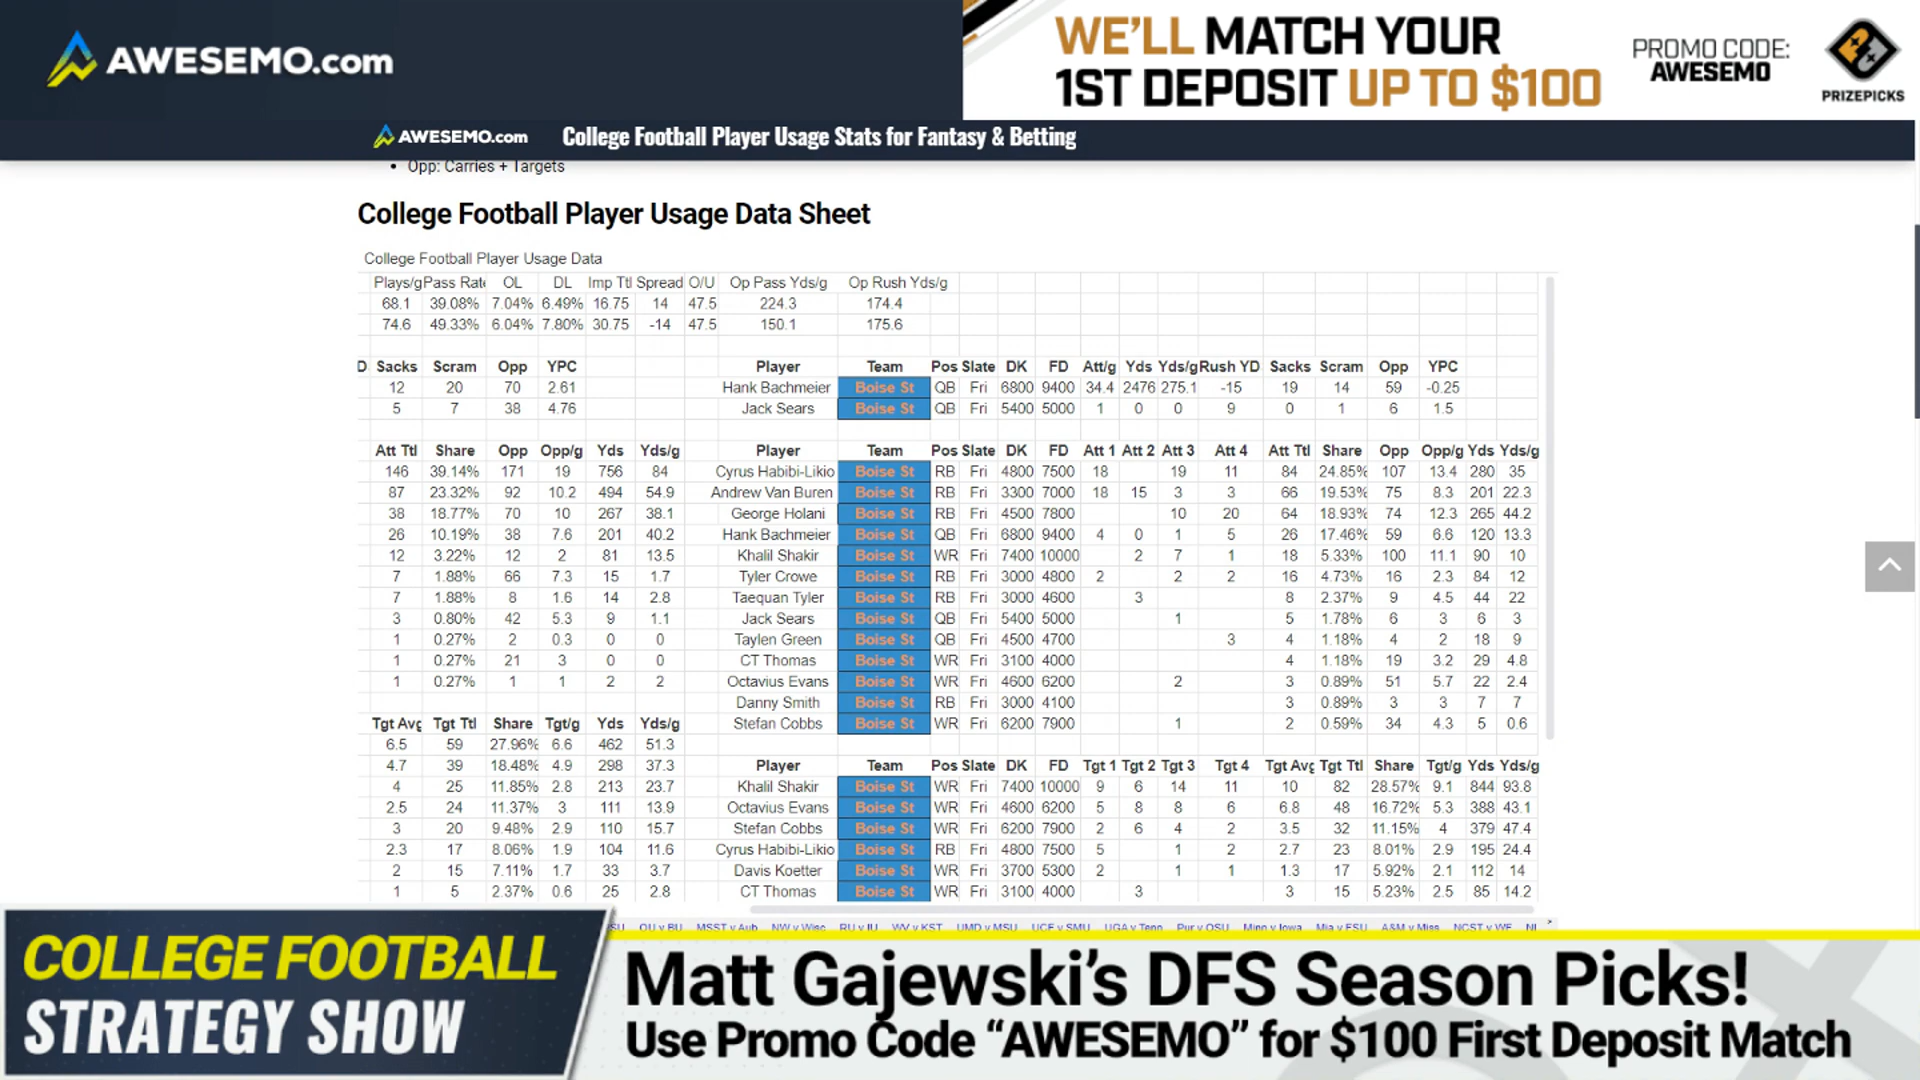 AWESEMO.com
WE'LL MATCH YOUR
1ST DEPOSIT UP TO $100
PROMO CODE:
AWESEMO
PRIZEPICKS
AWESEMO.com College Football Player Usage Stats for Fantasy & Betting
• Opp: Carries + Targets
College Football Player Usage Data Sheet
College Football Player Usage Data
Plays/g Pass Rate OL DL Imp Ttl Spread O/U Op Pass Yds/g Op Rush Yds/g
68.1 39.08% 7.04% 6.49% 16.75 14 47.5 224.3 174.4
74.6 49.33% 6.04% 7.80% 30.75 -14 47.5 150.1 175.6
D Sacks Scram Opp YPC Player Team Pos Slate DK FD Att/g Yds Yds/g Rush YD Sacks Scram Opp YPC
12 20 70 2.61 Hank Bachmeier Boise St QB Fri 6800 9400 34.4 2476 275.1 -15 19 14 59 -0.25
5 7 38 4.76 Jack Sears Boise St QB Fri 5400 5000 1 0 0 9 0 1 6 1.5
Att Ttl Share Opp Opp/g Yds Yds/g Player Team Pos Slate DK FD Att 1 Att 2 Att 3 Att 4 Att Ttl Share Opp Opp/g Yds Yds/g
146 39.14% 171 19 756 84 Cyrus Habibi-Likio Boise St RB Fri 4800 7500 18 19 11 84 24.85% 107 13.4 280 35
87 23.32% 92 10.2 494 54.9 Andrew Van Buren Boise St RB Fri 3300 7000 18 15 3 3 66 19.53% 75 8.3 201 22.3
38 18.77% 70 10 267 38.1 George Holani Boise St RB Fri 4500 7800 10 20 64 18.93% 74 12.3 265 44.2
26 10.19% 38 7.6 201 40.2 Hank Bachmeier Boise St QB Fri 6800 9400 4 0 1 5 26 17.46% 59 6.6 120 13.3
12 3.22% 12 2 81 13.5 Khalil Shakir Boise St WR Fri 7400 10000 2 7 1 18 5.33% 100 11.1 90 10
7 1.88% 66 7.3 15 1.7 Tyler Crowe Boise St RB Fri 3000 4800 2 2 2 16 4.73% 16 2.3 84 12
7 1.88% 8 1.6 14 2.8 Taequan Tyler Boise St RB Fri 3000 4600 3 8 2.37% 9 4.5 44 22
3 0.80% 42 5.3 9 1.1 Jack Sears Boise St QB Fri 5400 5000 1 5 1.78% 6 3 6 3
1 0.27% 2 0.3 0 0 Taylen Green Boise St QB Fri 4500 4700 3 4 1.18% 4 2 18 9
1 0.27% 21 3 0 0 CT Thomas Boise St WR Fri 3100 4000 4 1.18% 19 3.2 29 4.8
1 0.27% 1 1 2 2 Octavius Evans Boise St WR Fri 4600 6200 2 3 0.89% 51 5.7 22 2.4
Danny Smith Boise St RB Fri 3000 4100 3 0.89% 3 3 7 7
Tgt Avg Tgt Ttl Share Tgt/g Yds Yds/g Stefan Cobbs Boise St WR Fri 6200 7900 1 2 0.59% 34 4.3 5 0.6
6.5 59 27.96% 6.6 462 51.3
4.7 39 18.48% 4.9 298 37.3 Player Team Pos Slate DK FD Tgt 1 Tgt 2 Tgt 3 Tgt 4 Tgt Avg Tgt Ttl Share Tgt/g Yds Yds/g
4 25 11.85% 2.8 213 23.7 Khalil Shakir Boise St WR Fri 7400 10000 9 6 14 11 10 82 28.57% 9.1 844 93.8
2.5 24 11.37% 3 111 13.9 Octavius Evans Boise St WR Fri 4600 6200 5 8 8 6 6.8 48 16.72% 5.3 388 43.1
3 20 9.48% 2.9 110 15.7 Stefan Cobbs Boise St WR Fri 6200 7900 2 6 4 2 3.5 32 11.15% 4 379 47.4
2.3 17 8.06% 1.9 104 11.6 Cyrus Habibi-Likio Boise St RB Fri 4800 7500 5 1 2 2.7 23 8.01% 2.9 195 24.4
2 15 7.11% 1.7 33 3.7 Davis Koetter Boise St WR Fri 3700 5300 2 1 1 1.3 17 5.92% 2.1 112 14
1 5 2.37% 0.6 25 2.8 CT Thomas Boise St WR Fri 3100 4000 3 3 15 5.23% 2.5 85 14.2
SU OU v BU MSST v Aub NW v Wisc RU v IU WV v KST UMD v MSU UCF v SMU UGA v Tenn Pur v OSU Minn v Iowa Mia v FSU A&M v Miss NCST v WF
COLLEGE FOOTBALL
STRATEGY SHOW
Matt Gajewski's DFS Season Picks!
Use Promo Code “AWESEMO” for $100 First Deposit Match